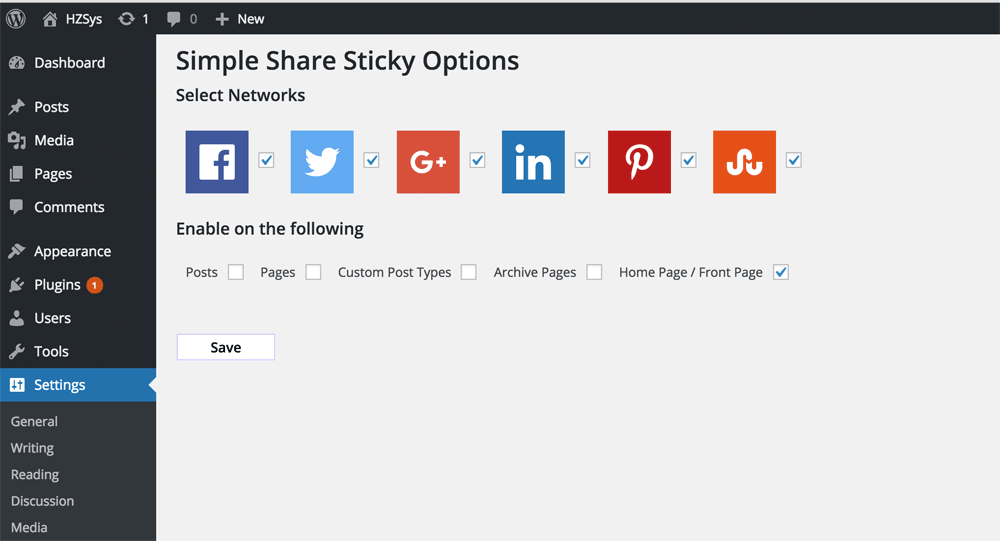 HZSys 1 0 New
Dashboard
Posts
Media
Pages
Comments
Appearance
Plugins 1
Users
Tools
Settings
General
Writing
Reading
Discussion
Media
Simple Share Sticky Options
Select Networks
G+ in
Enable on the following
Posts Pages Custom Post Types Archive Pages Home Page / Front Page
Save